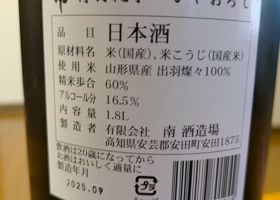 品目 日本酒
原材料名 米(国産)、米こうじ(国産米)
使用米 山形県産 出羽燦々100%
精米歩合 60%
アルコール分 16.5%
内容量 1.8L
製造者 有限会社 南 酒造場
高知県安芸郡安田町安田1875
飲酒は20歳になってから
お酒はおいしく適量に
製造年月
2025.09